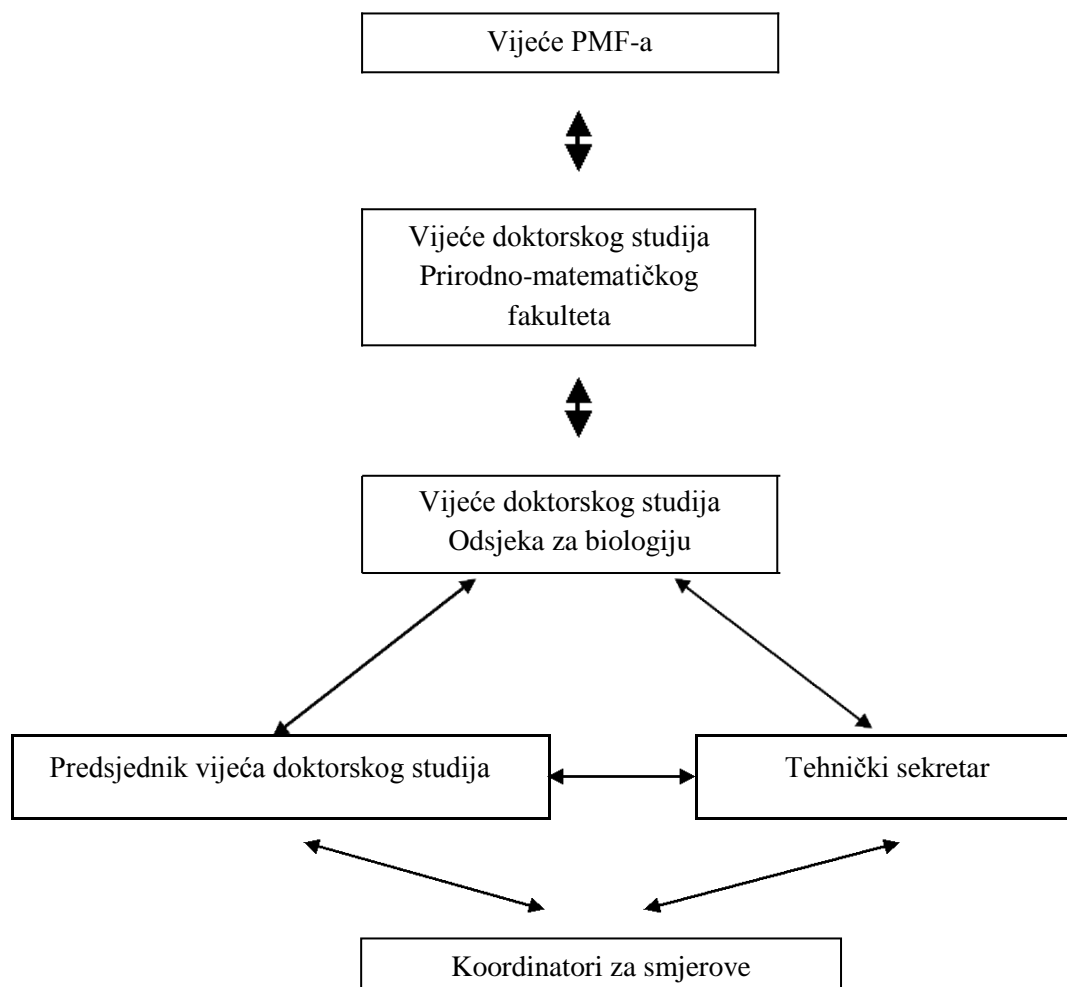 Vijeće PMF-a
Vijeće doktorskog studija
Prirodno-matematičkog
fakulteta
Vijeće doktorskog studija
Odsjeka za biologiju
Predsjednik vijeća doktorskog studija
Tehnički sekretar
Koordinatori za smjerove